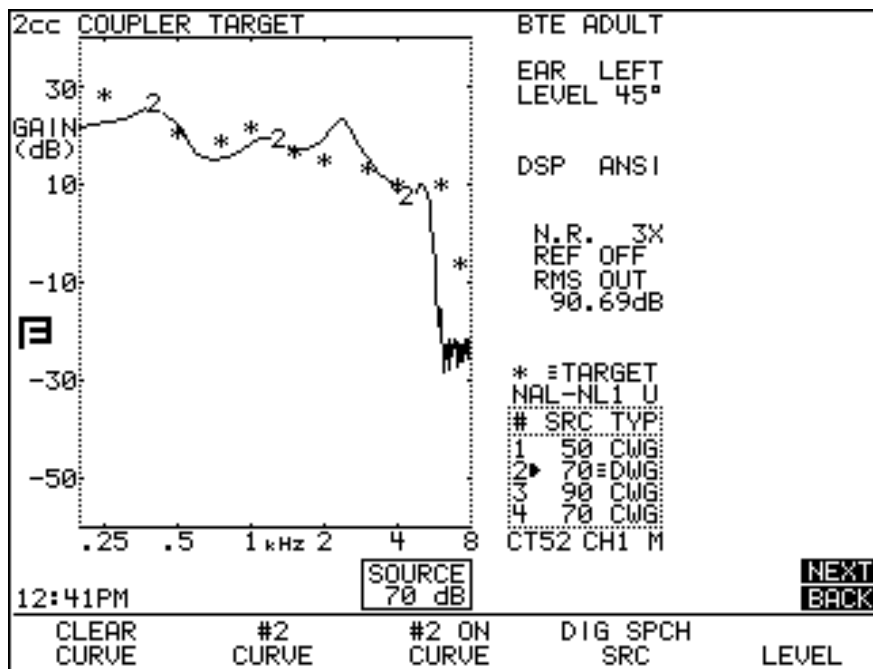 2cc COUPLER TARGET
BTE ADULT
EAR LEFT
LEVEL 45°
GAIN
(dB)
30
10
-10
-30
-50
DSP ANSI
N.R. 3X
REF OFF
RMS OUT
90.69dB
* ≡TARGET
NAL-NL1 U
# SRC TYP
1 50 CWG
2▶ 70≡DWG
3 90 CWG
4 70 CWG
CT52 CH1 M
2
2
2
.25 .5 1 kHz 2 4 8
SOURCE
70 dB
NEXT
BACK
12:41PM
CLEAR
CURVE
#2
CURVE
#2 ON
CURVE
DIG SPCH
SRC
LEVEL